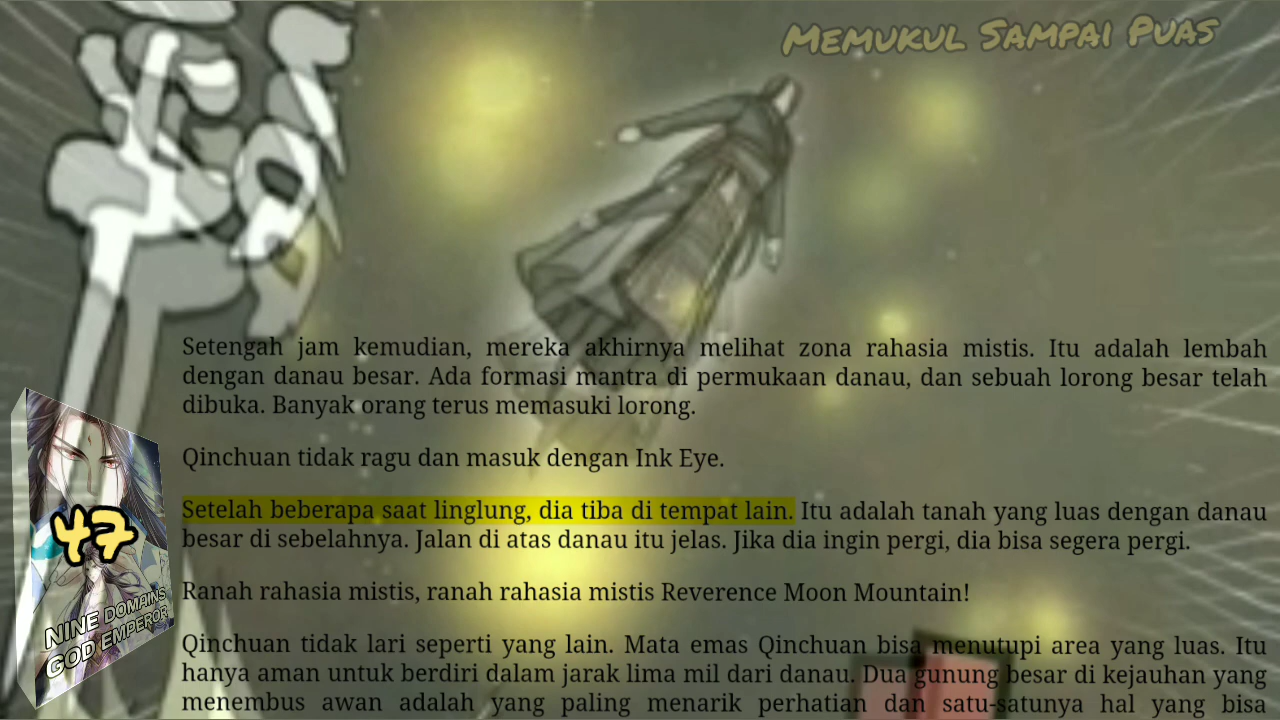 Memukul Sampai Puas
Setengah jam kemudian, mereka akhirnya melihat zona rahasia mistis. Itu adalah lembah
dengan danau besar. Ada formasi mantra di permukaan danau, dan sebuah lorong besar telah
dibuka. Banyak orang terus memasuki lorong.
Qinchuan tidak ragu dan masuk dengan Ink Eye.
Setelah beberapa saat linglung, dia tiba di tempat lain. Itu adalah tanah yang luas dengan danau
besar di sebelahnya. Jalan di atas danau itu jelas. Jika dia ingin pergi, dia bisa segera pergi.
Ranah rahasia mistis, ranah rahasia mistis Reverence Moon Mountain!
Qinchuan tidak lari seperti yang lain. Mata emas Qinchuan bisa menutupi area yang luas. Itu
hanya aman untuk berdiri dalam jarak lima mil dari danau. Dua gunung besar di kejauhan yang
menembus awan adalah yang paling menarik perhatian dan satu-satunya hal yang bisa
47
NINE DOMAINS
GOD EMPEROR